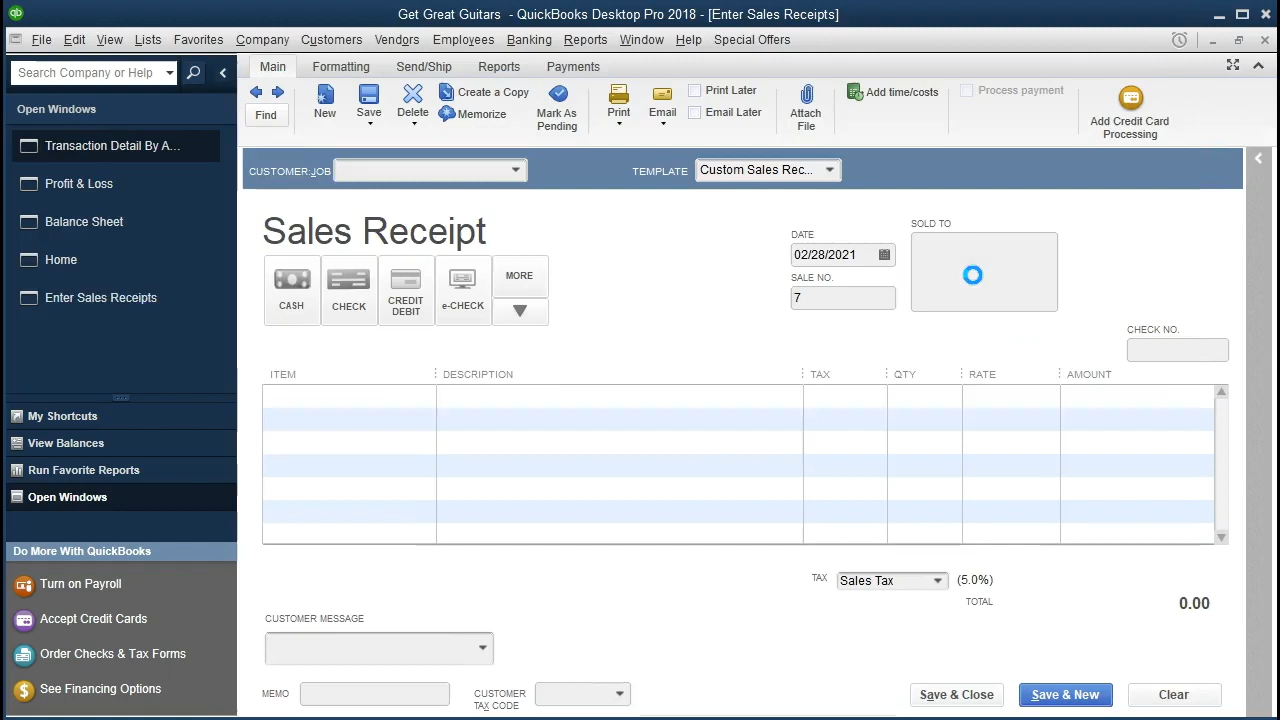 Get Great Guitars - QuickBooks Desktop Pro 2018 - [Enter Sales Receipts]
File Edit View Lists Favorites Company Customers Vendors Employees Banking Reports Window Help Special Offers
Search Company or Help
Open Windows
Transaction Detail By A...
Profit & Loss
Balance Sheet
Home
Enter Sales Receipts
My Shortcuts
View Balances
Run Favorite Reports
Open Windows
Do More With QuickBooks
Turn on Payroll
Accept Credit Cards
Order Checks & Tax Forms
See Financing Options
Main Formatting Send/Ship Reports Payments
Find
New
Save
Delete
Create a Copy
Memorize
Mark As
Pending
Print
Email
Print Later
Email Later
Attach
File
Add time/costs
Process payment
Add Credit Card
Processing
CUSTOMER:JOB
TEMPLATE Custom Sales Rec...
Sales Receipt
CASH
CHECK
CREDIT
DEBIT
e-CHECK
MORE
DATE
02/28/2021
SALE NO.
7
SOLD TO
CHECK NO.
ITEM DESCRIPTION TAX QTY RATE AMOUNT
TAX Sales Tax (5.0%)
TOTAL 0.00
CUSTOMER MESSAGE
MEMO
CUSTOMER
TAX CODE
Save & Close Save & New Clear